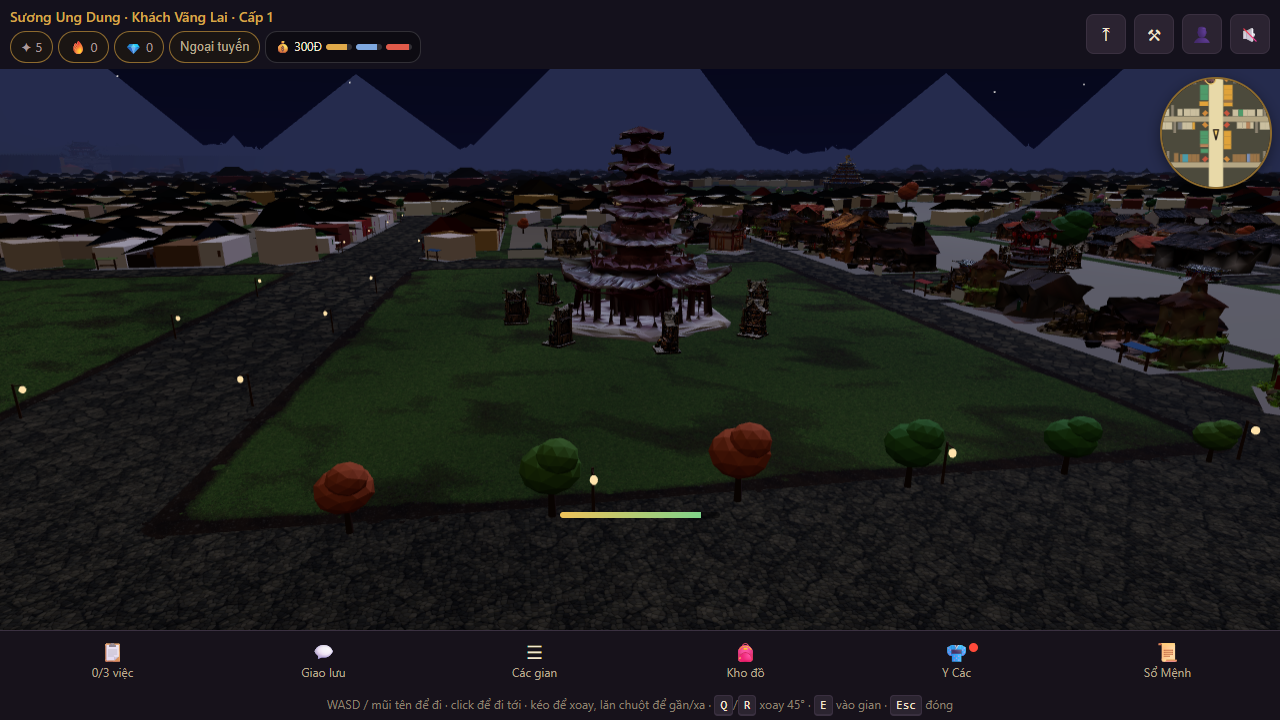 Sương Ung Dung · Khách Vãng Lai · Cấp 1
5
0
0
Ngoại tuyến
300Đ
0/3 việc
Giao lưu
Các gian
Kho đồ
Y Các
Sổ Mệnh
WASD / mũi tên để đi · click để đi tới · kéo để xoay, lăn chuột để gần/xa · Q / R xoay 45° · E vào gian · Esc đóng